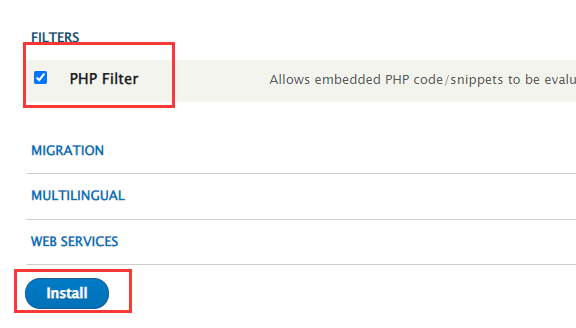 FILTERS
PHP Filter Allows embedded PHP code/snippets to be evalu
MIGRATION
MULTILINGUAL
WEB SERVICES
Install